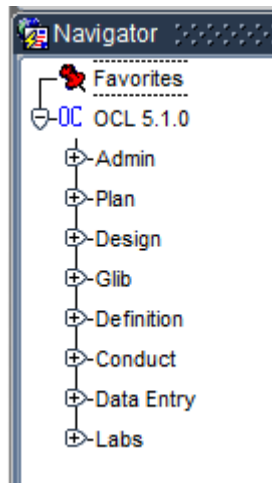 Navigator
Favorites
OC OCL 5.1.0
Admin
Plan
Design
Glib
Definition
Conduct
Data Entry
Labs